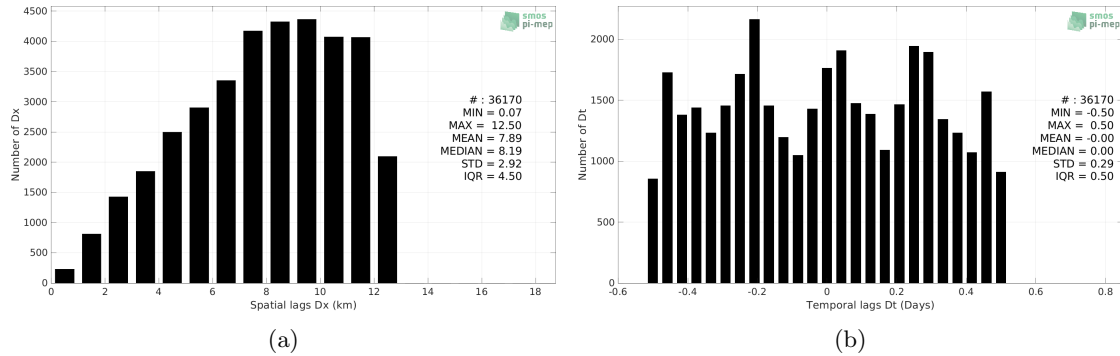 smos
pi-mep
4500
4000
3500
3000
2500
2000
1500
1000
500
0
Number of Dx
# : 36170
MIN = 0.07
MAX = 12.50
MEAN = 7.89
MEDIAN = 8.19
STD = 2.92
IQR = 4.50
0 2 4 6 8 10 12 14 16 18
Spatial lags Dx (km)
(a)
smos
pi-mep
2000
1500
1000
500
0
Number of Dt
# : 36170
MIN = -0.50
MAX = 0.50
MEAN = -0.00
MEDIAN = 0.00
STD = 0.29
IQR = 0.50
-0.6 -0.4 -0.2 0 0.2 0.4 0.6 0.8
Temporal lags Dt (Days)
(b)